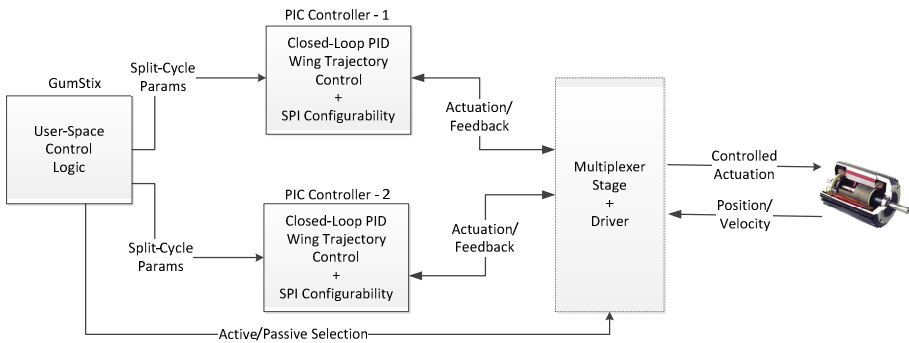 PIC Controller - 1
Closed-Loop PID
Wing Trajectory
Control
+
SPI Configurability
GumStix
User-Space
Control
Logic
Split-Cycle
Params
Split-Cycle
Params
PIC Controller - 2
Closed-Loop PID
Wing Trajectory
Control
+
SPI Configurability
Actuation/
Feedback
Actuation/
Feedback
Multiplexer
Stage
+
Driver
Controlled
Actuation
Position/
Velocity
Active/Passive Selection